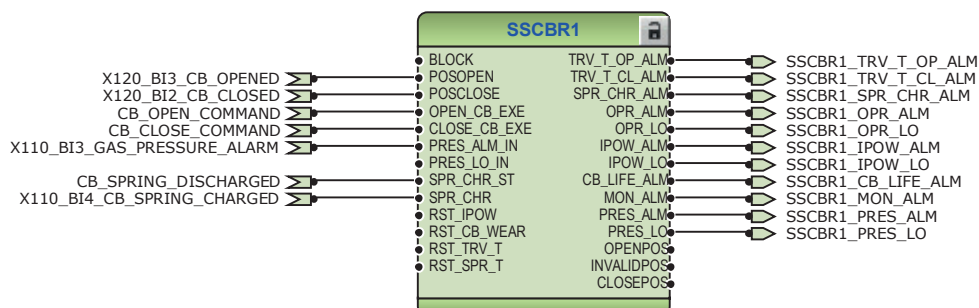 SSCBR1
X120_BI3_CB_OPENED
X120_BI2_CB_CLOSED
CB_OPEN_COMMAND
CB_CLOSE_COMMAND
X110_BI3_GAS_PRESSURE_ALARM
CB_SPRING_DISCHARGED
X110_BI4_CB_SPRING_CHARGED
BLOCK
POSOPEN
POSCLOSE
OPEN_CB_EXE
CLOSE_CB_EXE
PRES_ALM_IN
PRES_LO_IN
SPR_CHR_ST
SPR_CHR
RST_IPOW
RST_CB_WEAR
RST_TRV_T
RST_SPR_T
TRV_T_OP_ALM
TRV_T_CL_ALM
SPR_CHR_ALM
OPR_ALM
OPR_LO
IPOW_ALM
IPOW_LO
CB_LIFE_ALM
MON_ALM
PRES_ALM
PRES_LO
OPENPOS
INVALIDPOS
CLOSEPOS
SSCBR1_TRV_T_OP_ALM
SSCBR1_TRV_T_CL_ALM
SSCBR1_SPR_CHR_ALM
SSCBR1_OPR_ALM
SSCBR1_OPR_LO
SSCBR1_IPOW_ALM
SSCBR1_IPOW_LO
SSCBR1_CB_LIFE_ALM
SSCBR1_MON_ALM
SSCBR1_PRES_ALM
SSCBR1_PRES_LO